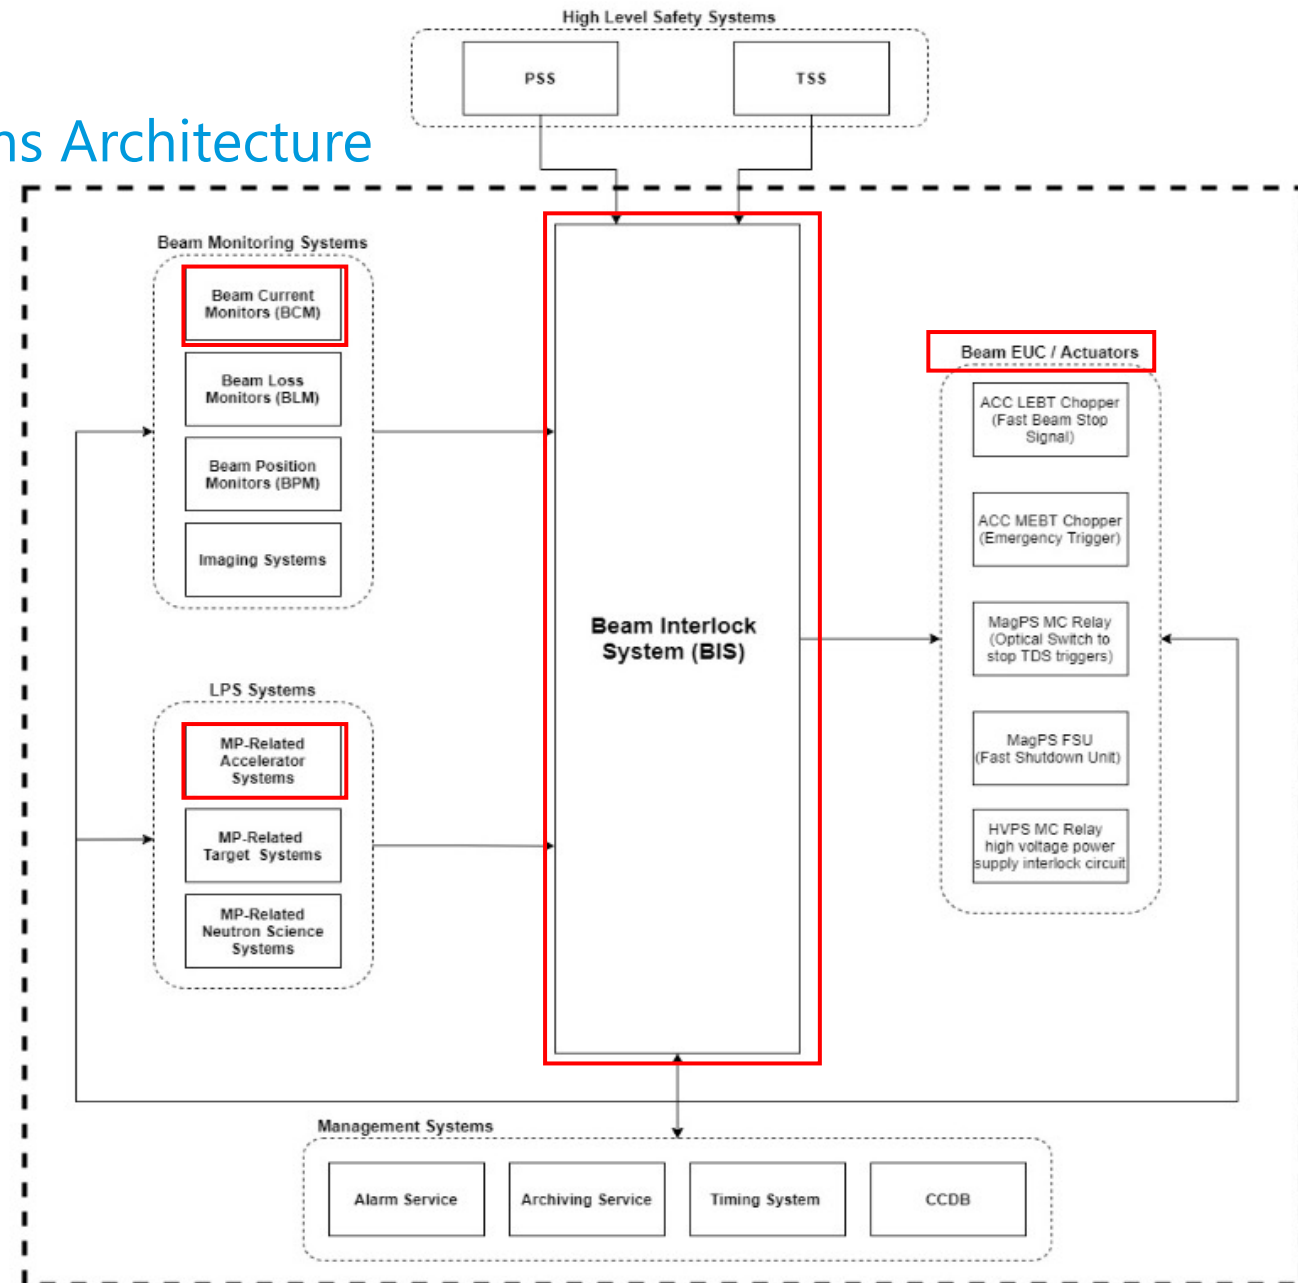 High Level Safety Systems
PSS
TSS
ns Architecture
Beam Monitoring Systems
Beam Current
Monitors (BCM)
Beam Loss
Monitors (BLM)
Beam Position
Monitors (BPM)
Imaging Systems
LPS Systems
MP-Related
Accelerator
Systems
MP-Related
Target Systems
MP-Related
Neutron Science
Systems
Beam Interlock
System (BIS)
Beam EUC / Actuators
ACC LEBT Chopper
(Fast Beam Stop
Signal)
ACC MEBT Chopper
(Emergency Trigger)
MagPS MC Relay
(Optical Switch to
stop TDS triggers)
MagPS FSU
(Fast Shutdown Unit)
HVPS MC Relay
high voltage power
supply interlock circuit
Management Systems
Alarm Service
Archiving Service
Timing System
CCDB